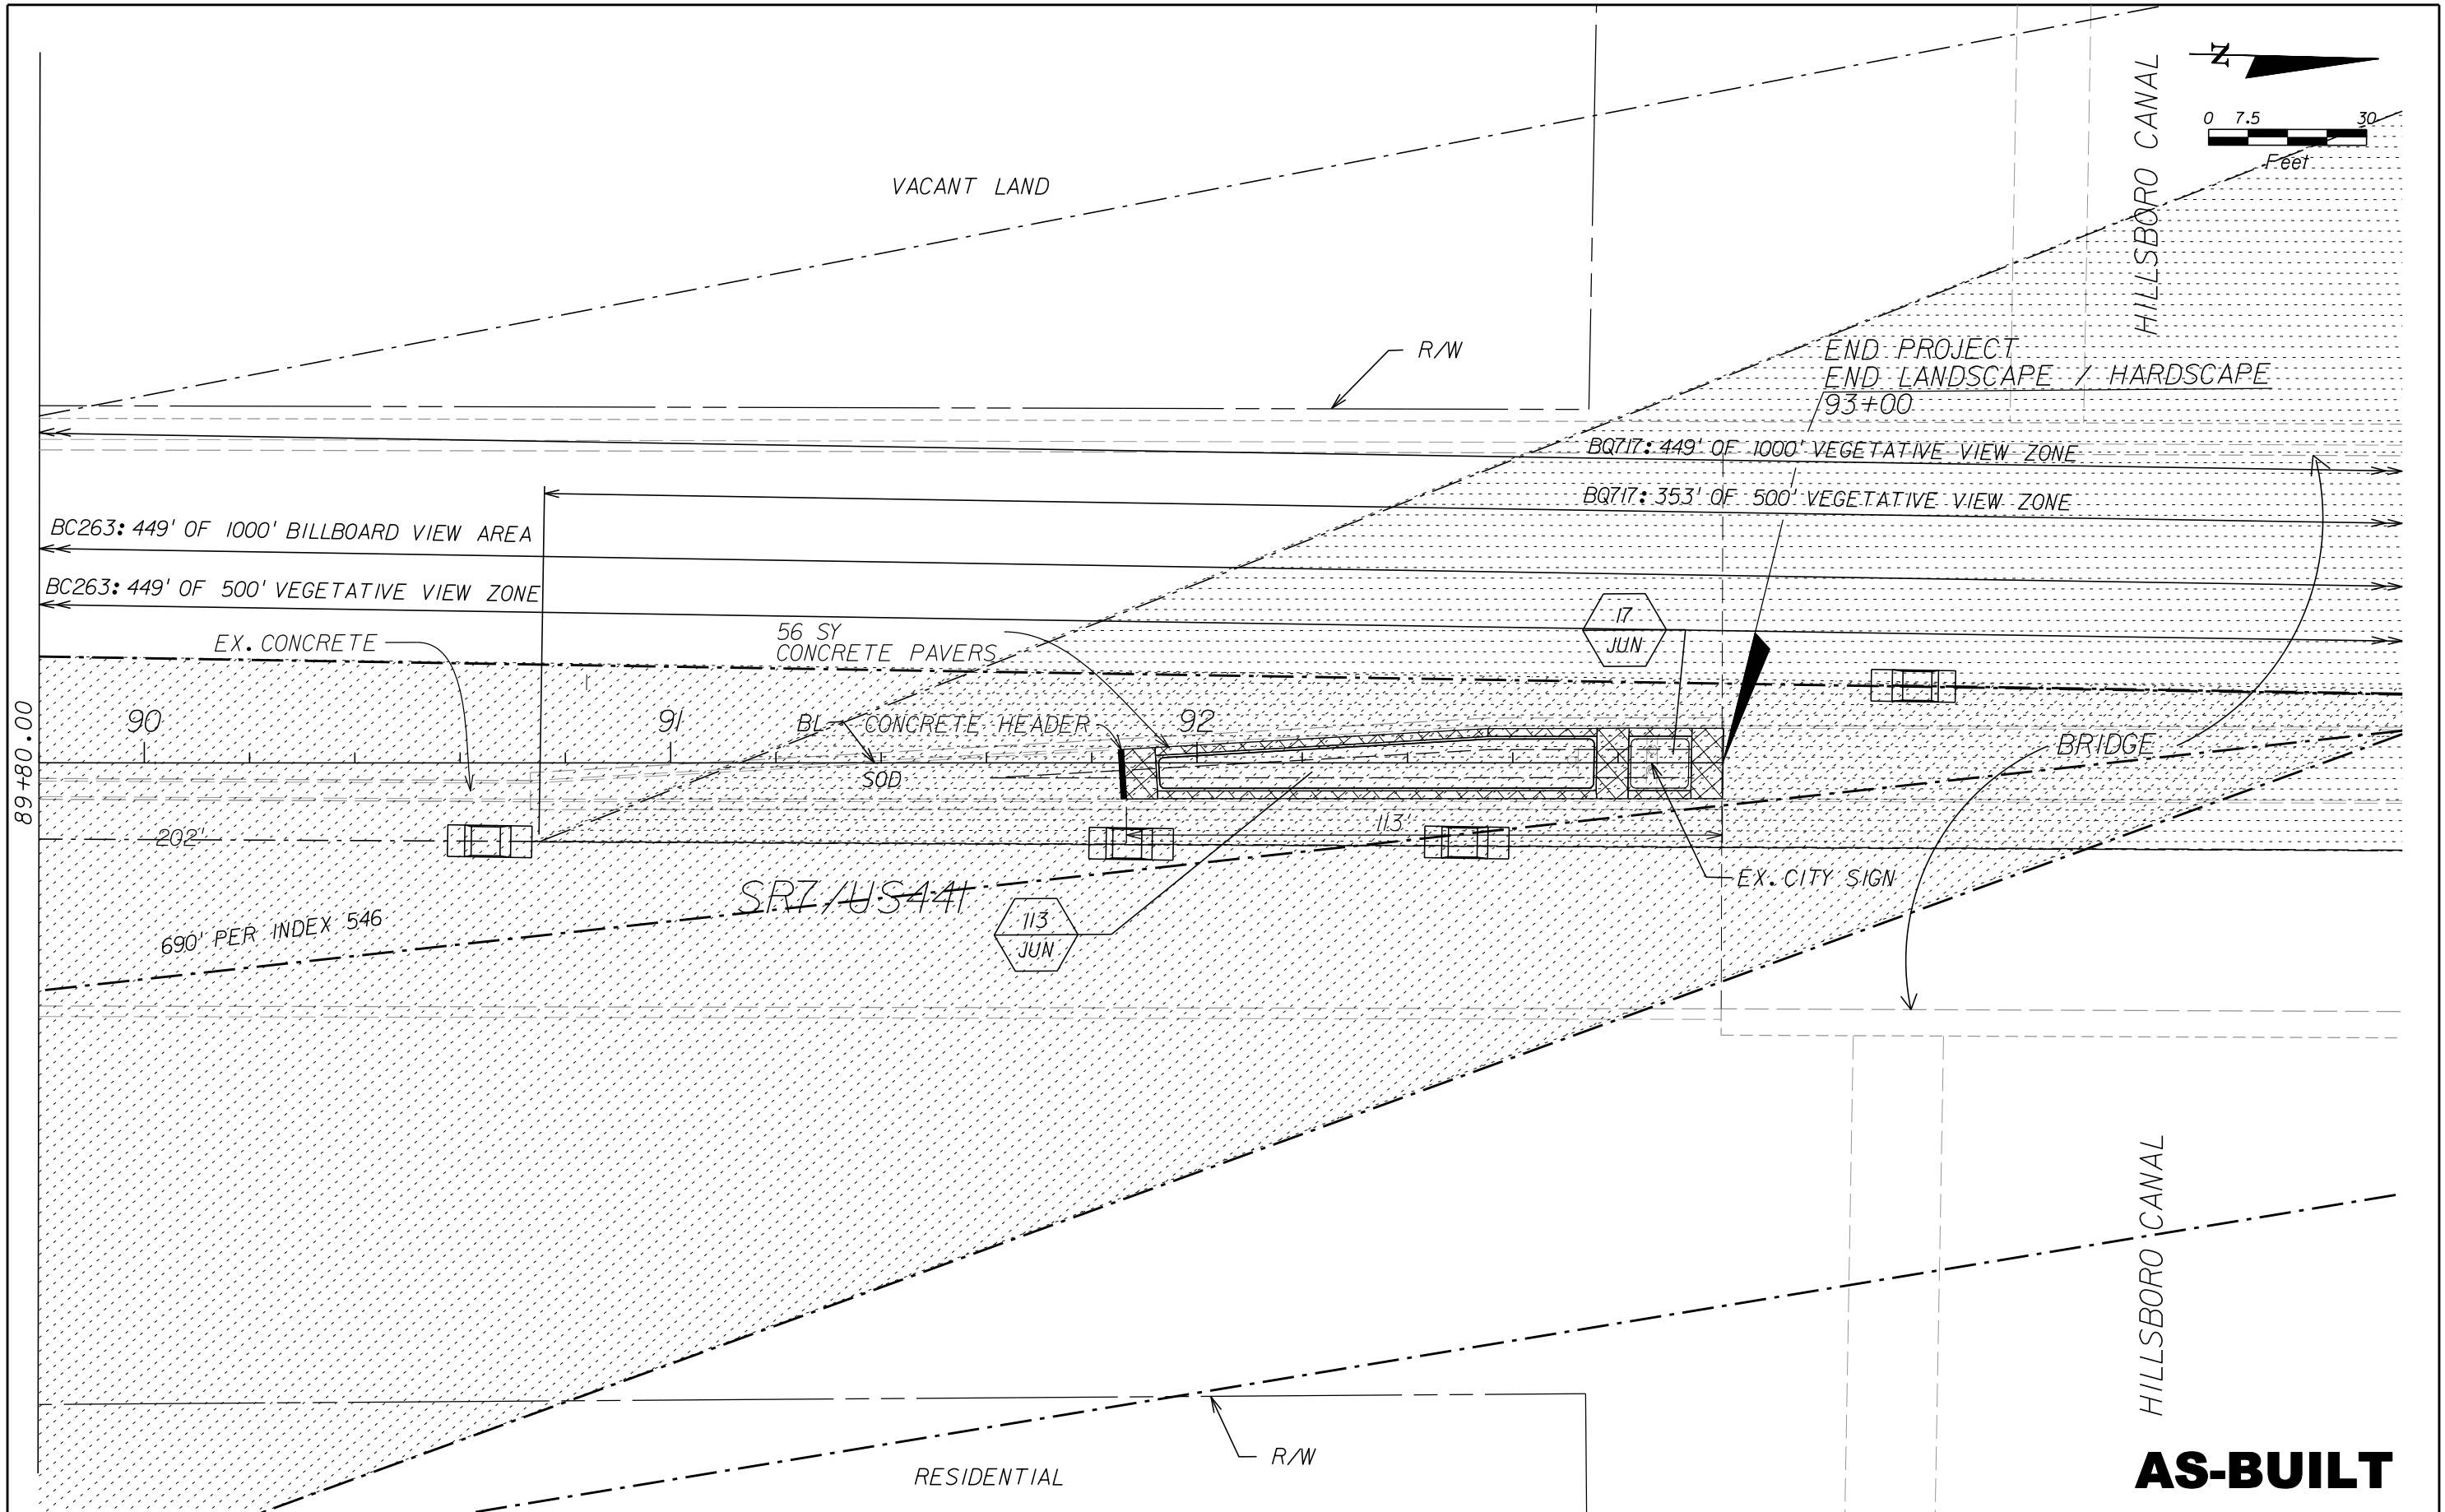 N
0 7.5 30
Feet
HILLSBORO CANAL
VACANT LAND
R/W
END PROJECT
END LANDSCAPE / HARDSCAPE
93+00
BQ717: 449' OF 1000' VEGETATIVE VIEW ZONE
BQ717: 353' OF 500' VEGETATIVE VIEW ZONE
BC263: 449' OF 1000' BILLBOARD VIEW AREA
BC263: 449' OF 500' VEGETATIVE VIEW ZONE
EX. CONCRETE
56 SY
CONCRETE PAVERS
17
JUN
89+80.00
90
91
BL
CONCRETE HEADER
92
SOD
BRIDGE
202'
113'
EX. CITY SIGN
SR7/US441
113
JUN
690' PER INDEX 546
HILLSBORO CANAL
R/W
RESIDENTIAL
AS-BUILT